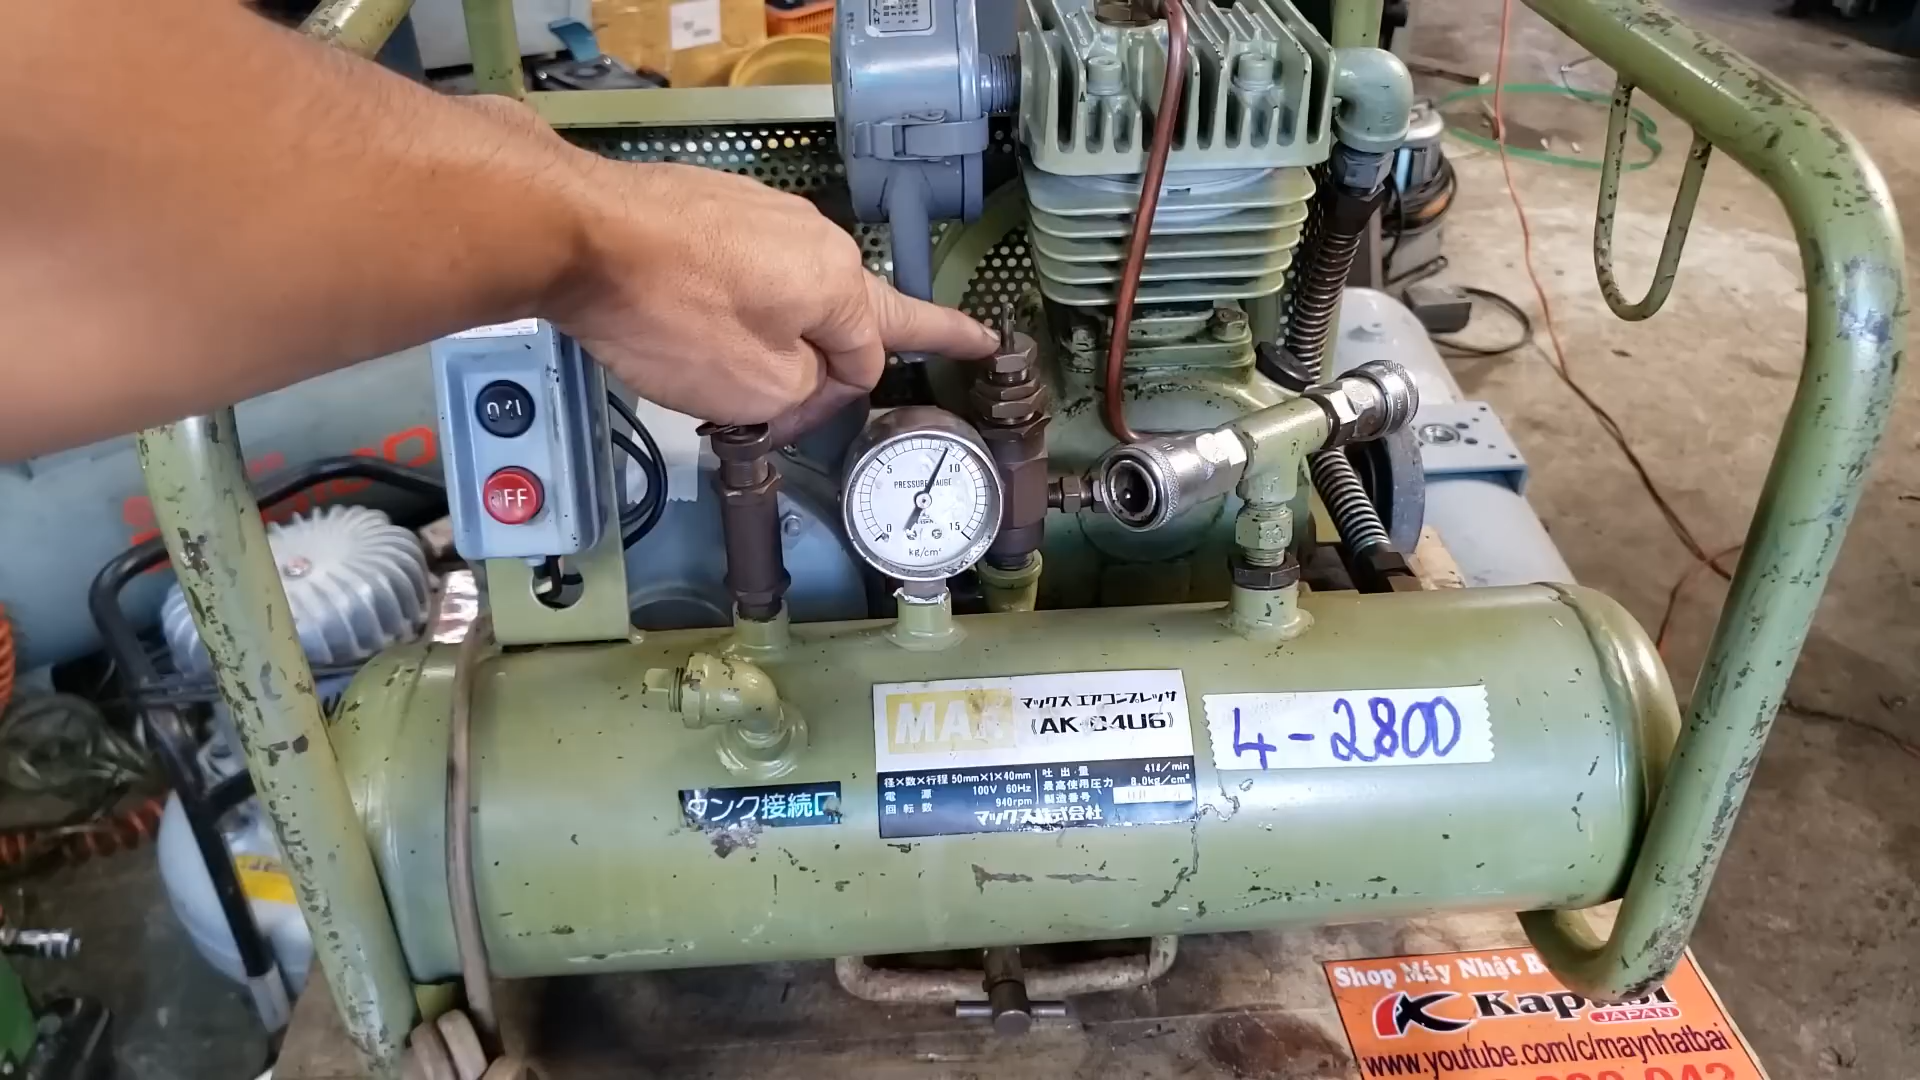 ON
OFF
5
10
PRESSURE GAUGE
0
15
kg/cm²
MAX
マックス エアコンプレッサ
4-2800
径×数×行程 50mm×1×40mm
吐出量 41ℓ/min
電源 100V 60Hz
最高使用圧力 8.0kg/cm²
回転数 940rpm
製造番号
マックス株式会社
タンク接続口
Shop Máy Nhật
JAPAN
www.youtube.com/c/maynhatbai